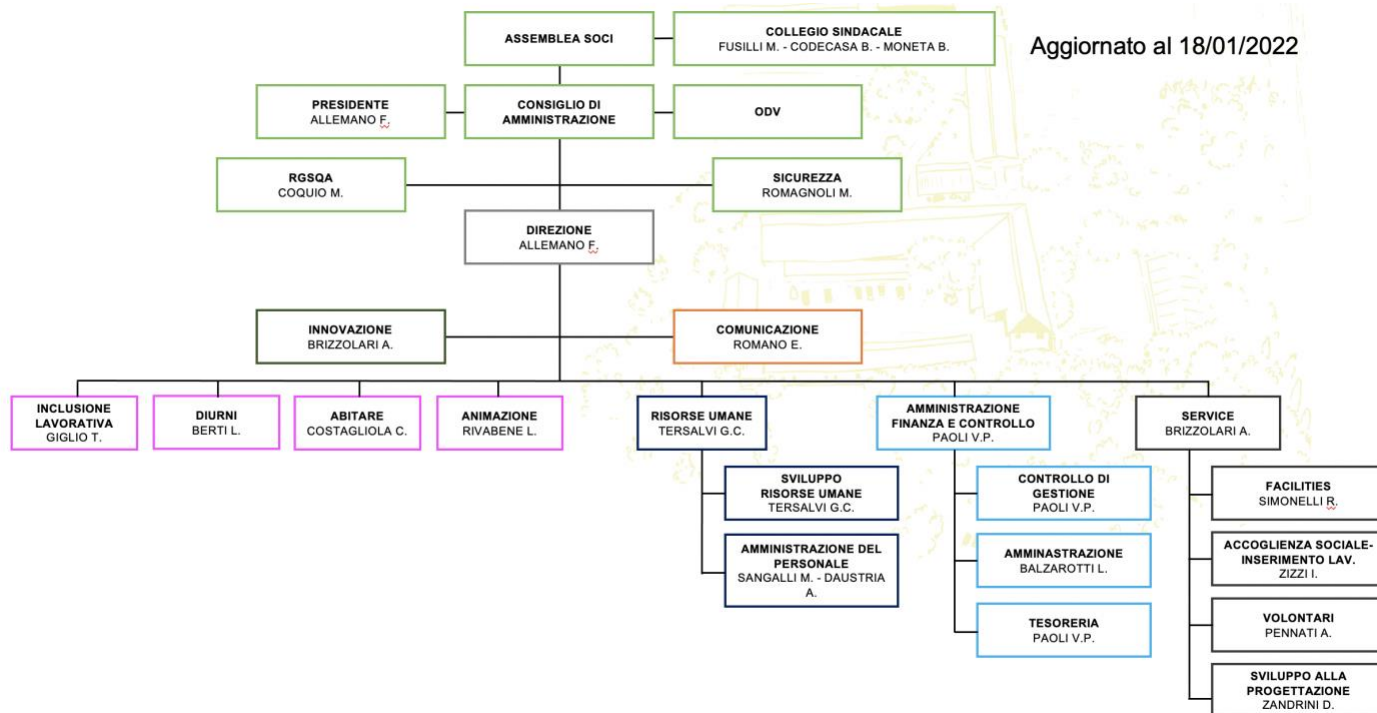 ASSEMBLEA SOCI
COLLEGIO SINDACALE
FUSILLI M. - CODECASA B. - MONETA B.
Aggiornato al 18/01/2022
PRESIDENTE
ALLEMANO F.
CONSIGLIO DI
AMMINISTRAZIONE
ODV
RGSQA
COQUIO M.
SICUREZZA
ROMAGNOLI M.
DIREZIONE
ALLEMANO F.
INNOVAZIONE
BRIZZOLARI A.
COMUNICAZIONE
ROMANO E.
INCLUSIONE
LAVORATIVA
GIGLIO T.
DIURNI
BERTI L.
ABITARE
COSTAGLIOLA C.
ANIMAZIONE
RIVABENE L.
RISORSE UMANE
TERSALVI G.C.
AMMINISTRAZIONE
FINANZA E CONTROLLO
PAOLI V.P.
SERVICE
BRIZZOLARI A.
SVILUPPO
RISORSE UMANE
TERSALVI G.C.
AMMINISTRAZIONE DEL
PERSONALE
SANGALLI M. - DAUSTRIA
A.
CONTROLLO DI
GESTIONE
PAOLI V.P.
AMMINASTRAZIONE
BALZAROTTI L.
TESORERIA
PAOLI V.P.
FACILITIES
SIMONELLI R.
ACCOGLIENZA SOCIALE-
INSERIMENTO LAV.
ZIZZI I.
VOLONTARI
PENNATI A.
SVILUPPO ALLA
PROGETTAZIONE
ZANDRINI D.